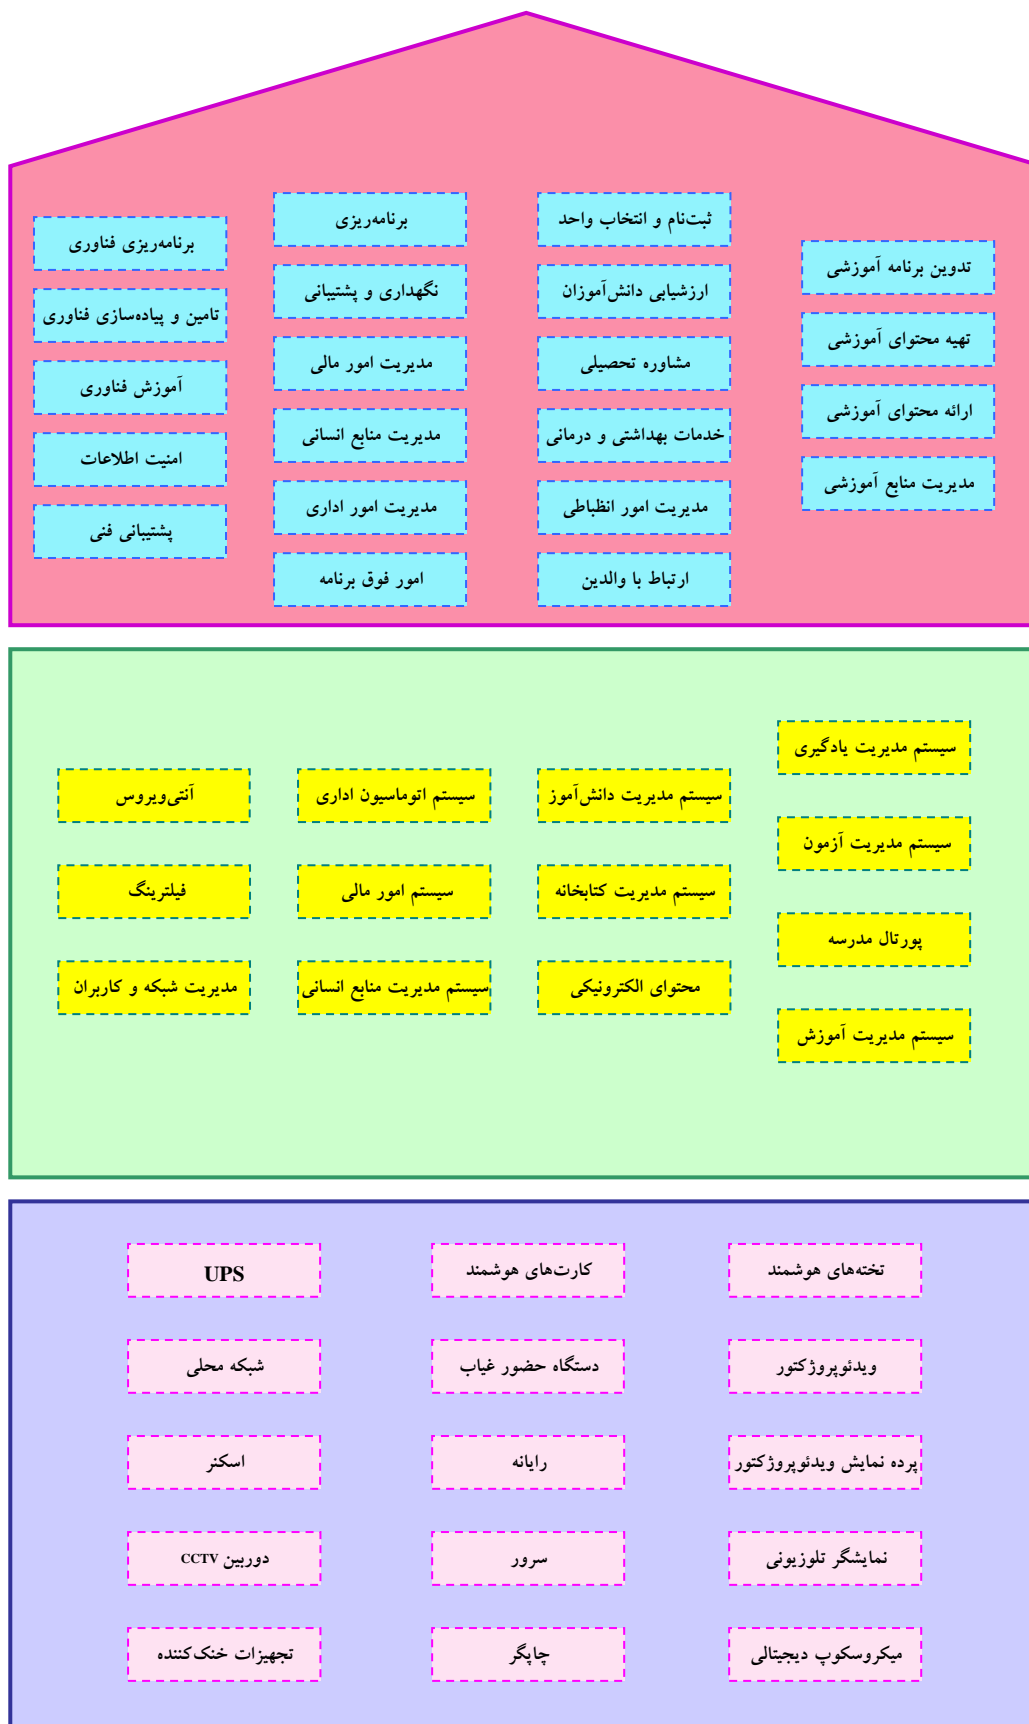 ثبت‌نام و انتخاب واحد
برنامه‌ریزی
برنامه‌ریزی فناوری
تدوین برنامه آموزشی
ارزشیابی دانش‌آموزان
نگهداری و پشتیبانی
تامین و پیاده‌سازی فناوری
تهیه محتوای آموزشی
مشاوره تحصیلی
مدیریت امور مالی
آموزش فناوری
ارائه محتوای آموزشی
خدمات بهداشتی و درمانی
مدیریت منابع انسانی
امنیت اطلاعات
مدیریت منابع آموزشی
مدیریت امور انظباطی
مدیریت امور اداری
پشتیبانی فنی
ارتباط با والدین
امور فوق برنامه
سیستم مدیریت یادگیری
سیستم مدیریت دانش‌آموز
سیستم اتوماسیون اداری
آنتی‌ویروس
سیستم مدیریت آزمون
سیستم مدیریت کتابخانه
سیستم امور مالی
فیلترینگ
پورتال مدرسه
محتوای الکترونیکی
سیستم مدیریت منابع انسانی
مدیریت شبکه و کاربران
سیستم مدیریت آموزش
تخته‌های هوشمند
کارت‌های هوشمند
UPS
ویدئوپروژکتور
دستگاه حضور غیاب
شبکه محلی
پرده نمایش ویدئوپروژکتور
رایانه
اسکنر
نمایشگر تلوزیونی
سرور
دوربین CCTV
میکروسکوپ دیجیتالی
چاپگر
تجهیزات خنک‌کننده